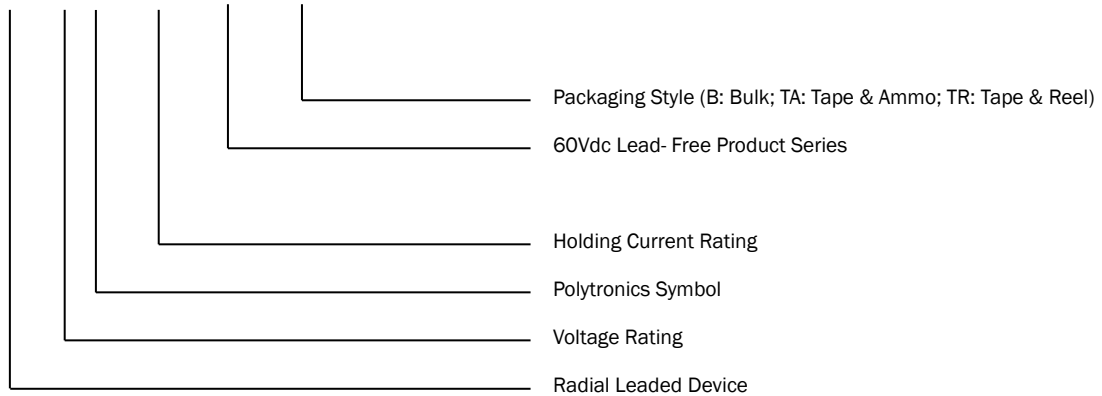 Packaging Style (B: Bulk; TA: Tape & Ammo; TR: Tape & Reel)
60Vdc Lead- Free Product Series
Holding Current Rating
Polytronics Symbol
Voltage Rating
Radial Leaded Device